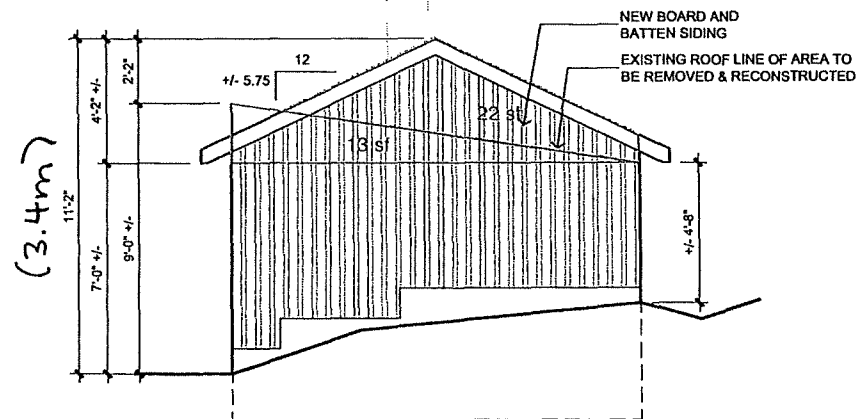 NEW BOARD AND
BATTEN SIDING
EXISTING ROOF LINE OF AREA TO
BE REMOVED & RECONSTRUCTED
12
+/- 5.75
2'-2"
4'-2" +/-
22 sf
13 sf
(3.4m)
11'-2"
7'-0" +/-
9'-0" +/-
+/- 4'-8"